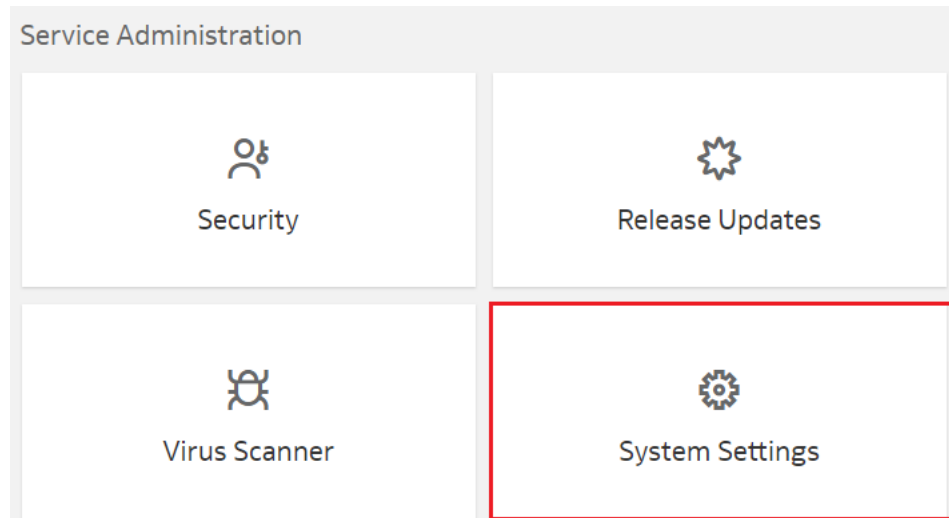 Service Administration
Security
Release Updates
Virus Scanner
System Settings